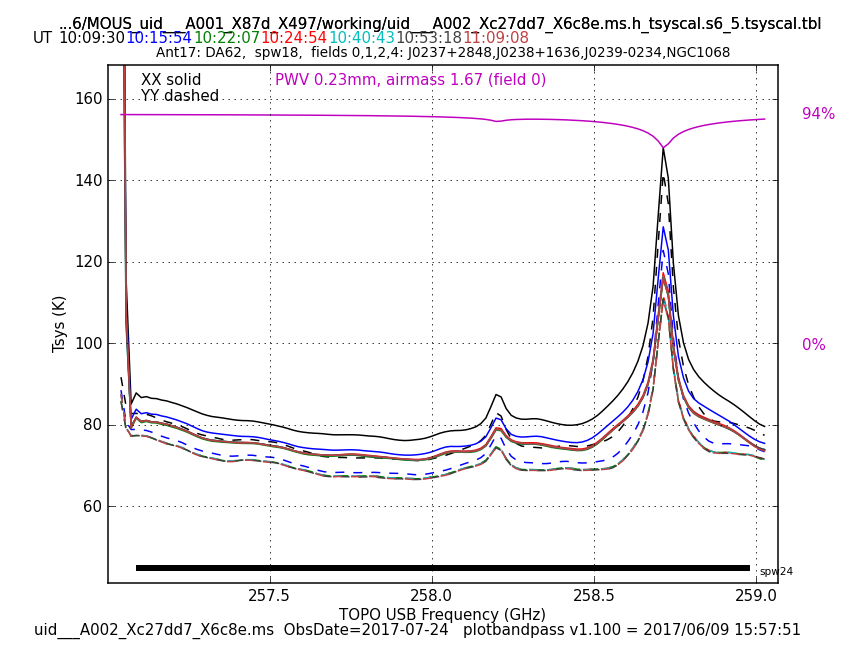 ...6/MOUS_uid___A001_X87d_X497/working/uid___A002_Xc27dd7_X6c8e.ms.h_tsyscal.s6_5.tsyscal.tbl
UT 10:09:30 10:15:54 10:22:07 10:24:54 10:40:43 10:53:18 11:09:08
Ant17: DA62, spw18, fields 0,1,2,4: J0237+2848,J0238+1636,J0239-0234,NGC1068
XX solid
PWV 0.23mm, airmass 1.67 (field 0)
YY dashed
160
140
120
100
80
60
94%
0%
Tsys (K)
spw24
257.5 258.0 258.5 259.0
TOPO USB Frequency (GHz)
uid___A002_Xc27dd7_X6c8e.ms ObsDate=2017-07-24 plotbandpass v1.100 = 2017/06/09 15:57:51